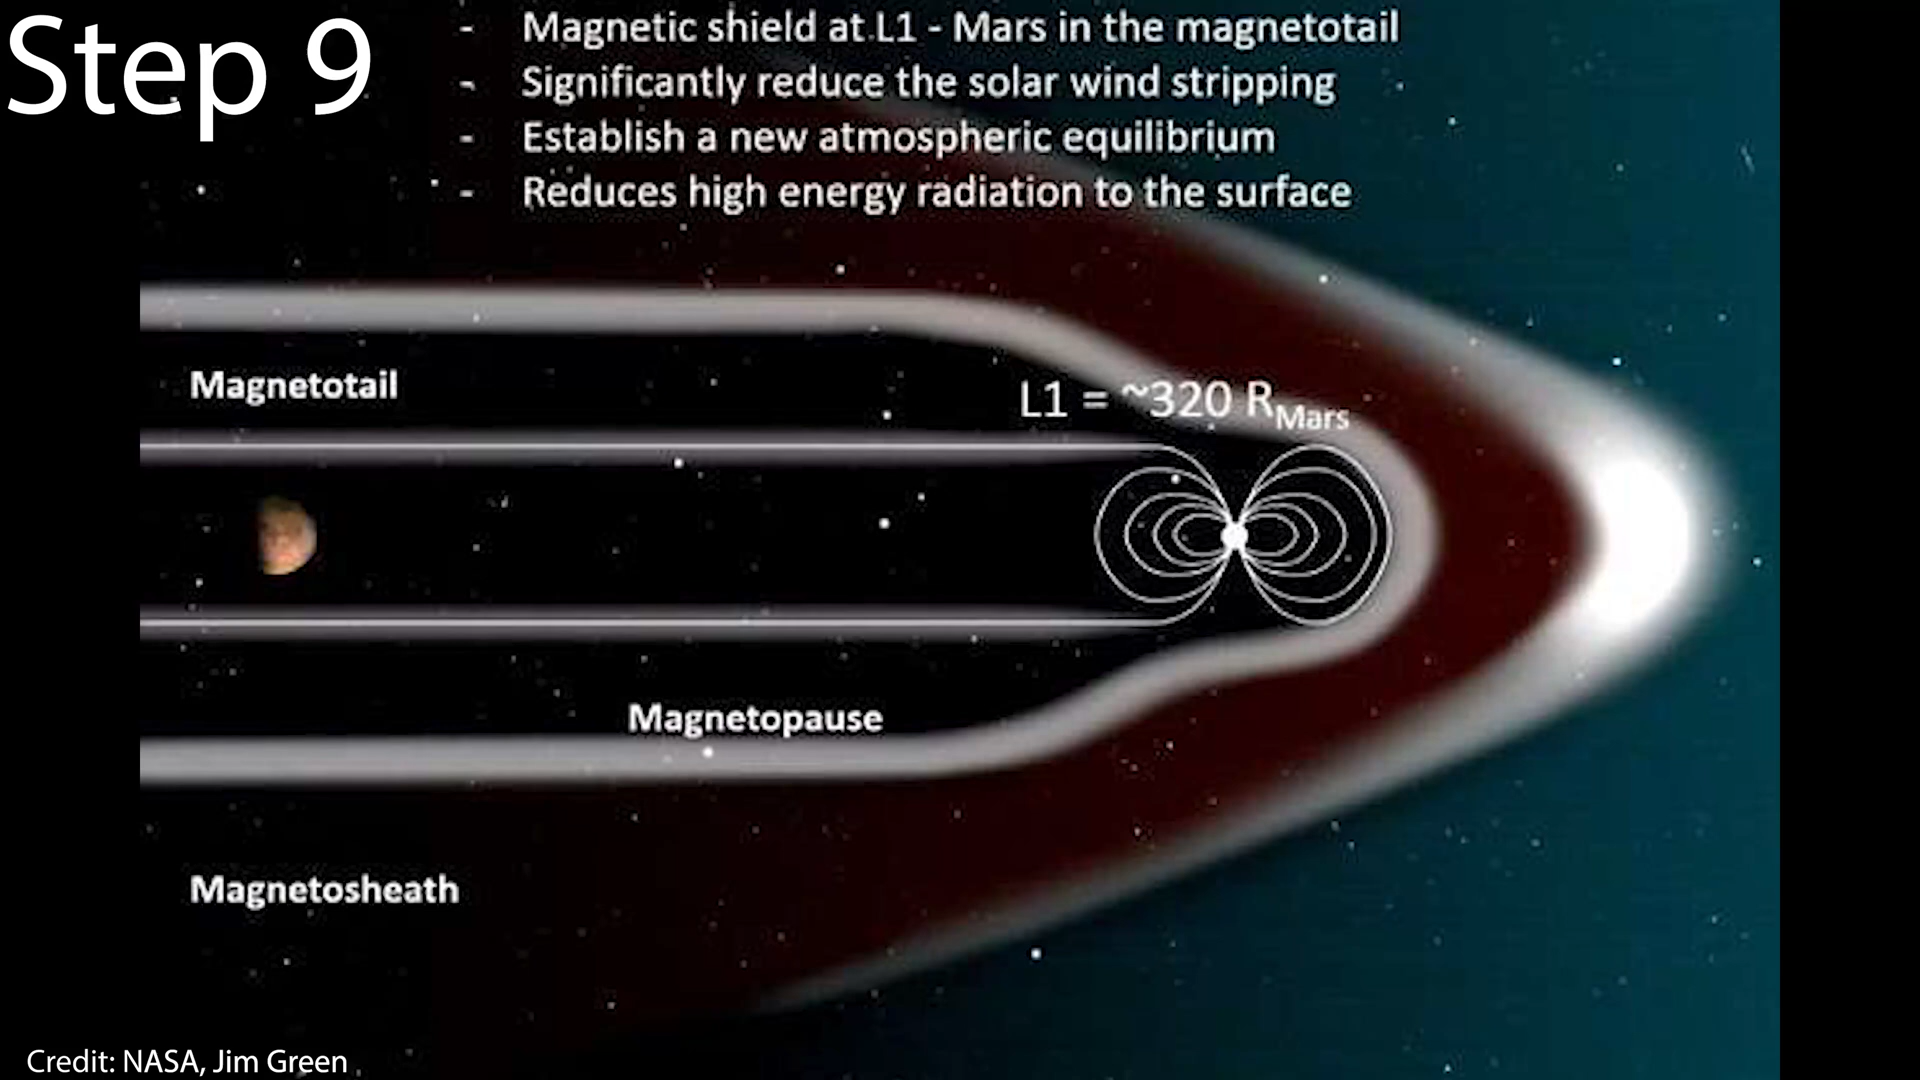 Step 9
- Magnetic shield at L1 - Mars in the magnetotail
- Significantly reduce the solar wind stripping
- Establish a new atmospheric equilibrium
- Reduces high energy radiation to the surface
Magnetotail
L1 = ~320 R_Mars
Magnetopause
Magnetosheath
Credit: NASA, Jim Green